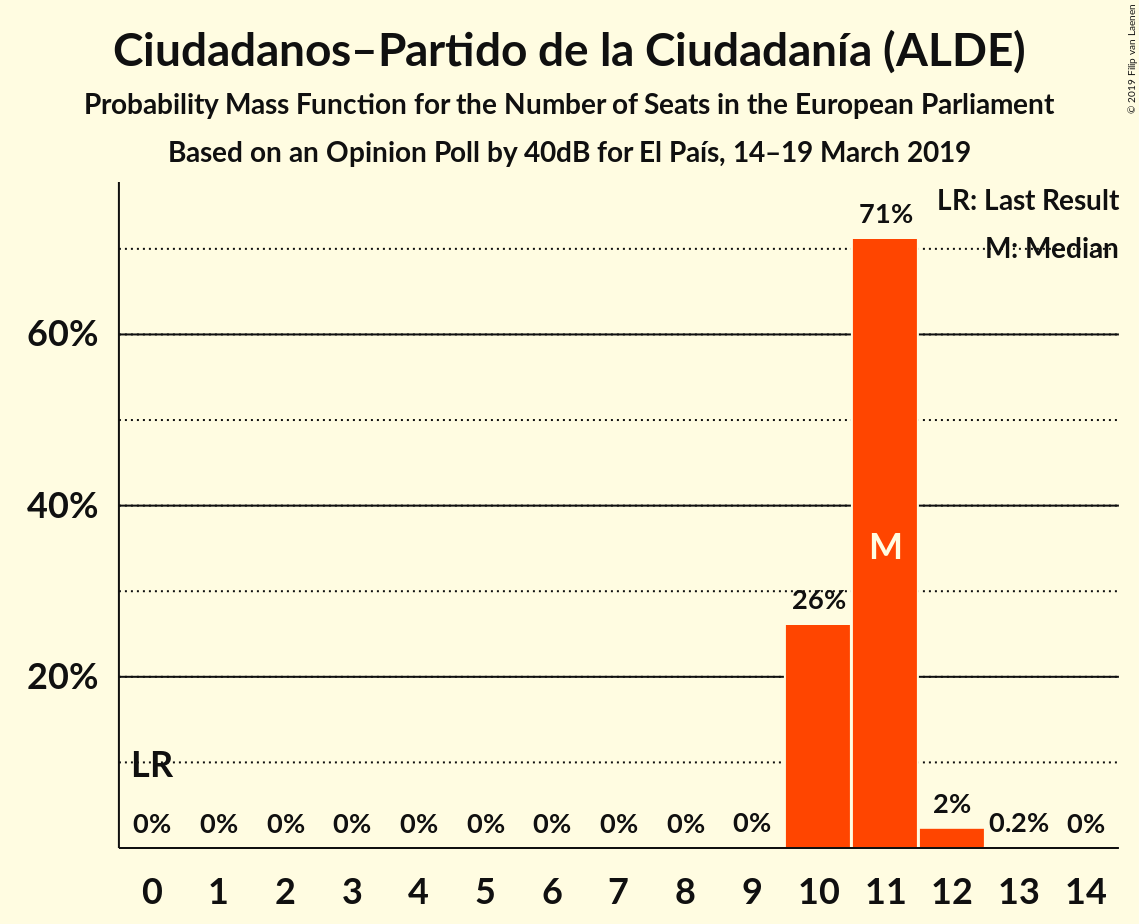 Ciudadanos–Partido de la Ciudadanía (ALDE)
Probability Mass Function for the Number of Seats in the European Parliament
Based on an Opinion Poll by 40dB for El País, 14–19 March 2019
© 2019 Filip van Laenen
LR: Last Result
M: Median
71%
60%
40%
M
26%
20%
LR
0% 0% 0% 0% 0% 0% 0% 0% 0% 0% 2% 0.2% 0%
0 1 2 3 4 5 6 7 8 9 10 11 12 13 14